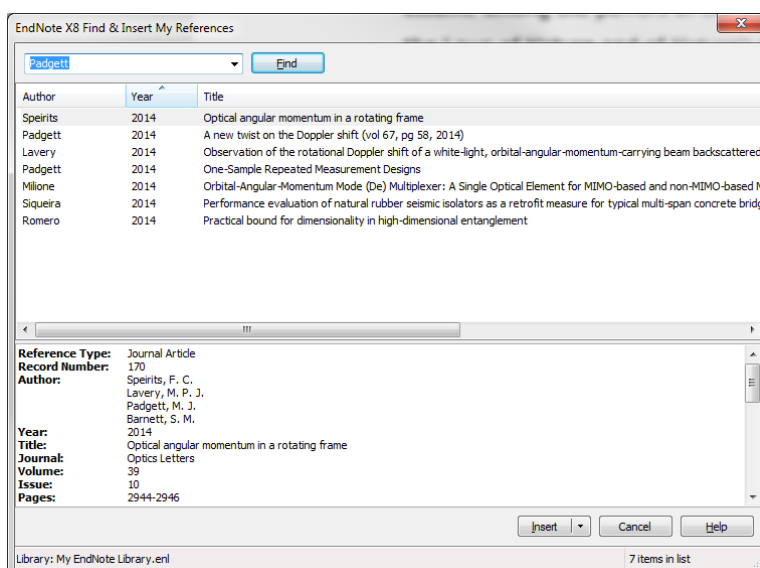 EndNote X8 Find & Insert My References
Padgett Find
Author Year Title
Speirits 2014 Optical angular momentum in a rotating frame
Padgett 2014 A new twist on the Doppler shift (vol 67, pg 58, 2014)
Lavery 2014 Observation of the rotational Doppler shift of a white-light, orbital-angular-momentum-carrying beam backscattered
Padgett 2014 One-Sample Repeated Measurement Designs
Milione 2014 Orbital-Angular-Momentum Mode (De) Multiplexer: A Single Optical Element for MIMO-based and non-MIMO-based
Siqueira 2014 Performance evaluation of natural rubber seismic isolators as a retrofit measure for typical multi-span concrete
Romero 2014 Practical bound for dimensionality in high-dimensional entanglement
Reference Type: Journal Article
Record Number: 170
Author: Speirits, F. C.
Lavery, M. P. J.
Padgett, M. J.
Barnett, S. M.
Year: 2014
Title: Optical angular momentum in a rotating frame
Journal: Optics Letters
Volume: 39
Issue: 10
Pages: 2944-2946
Insert Cancel Help
Library: My EndNote Library.enl 7 items in list